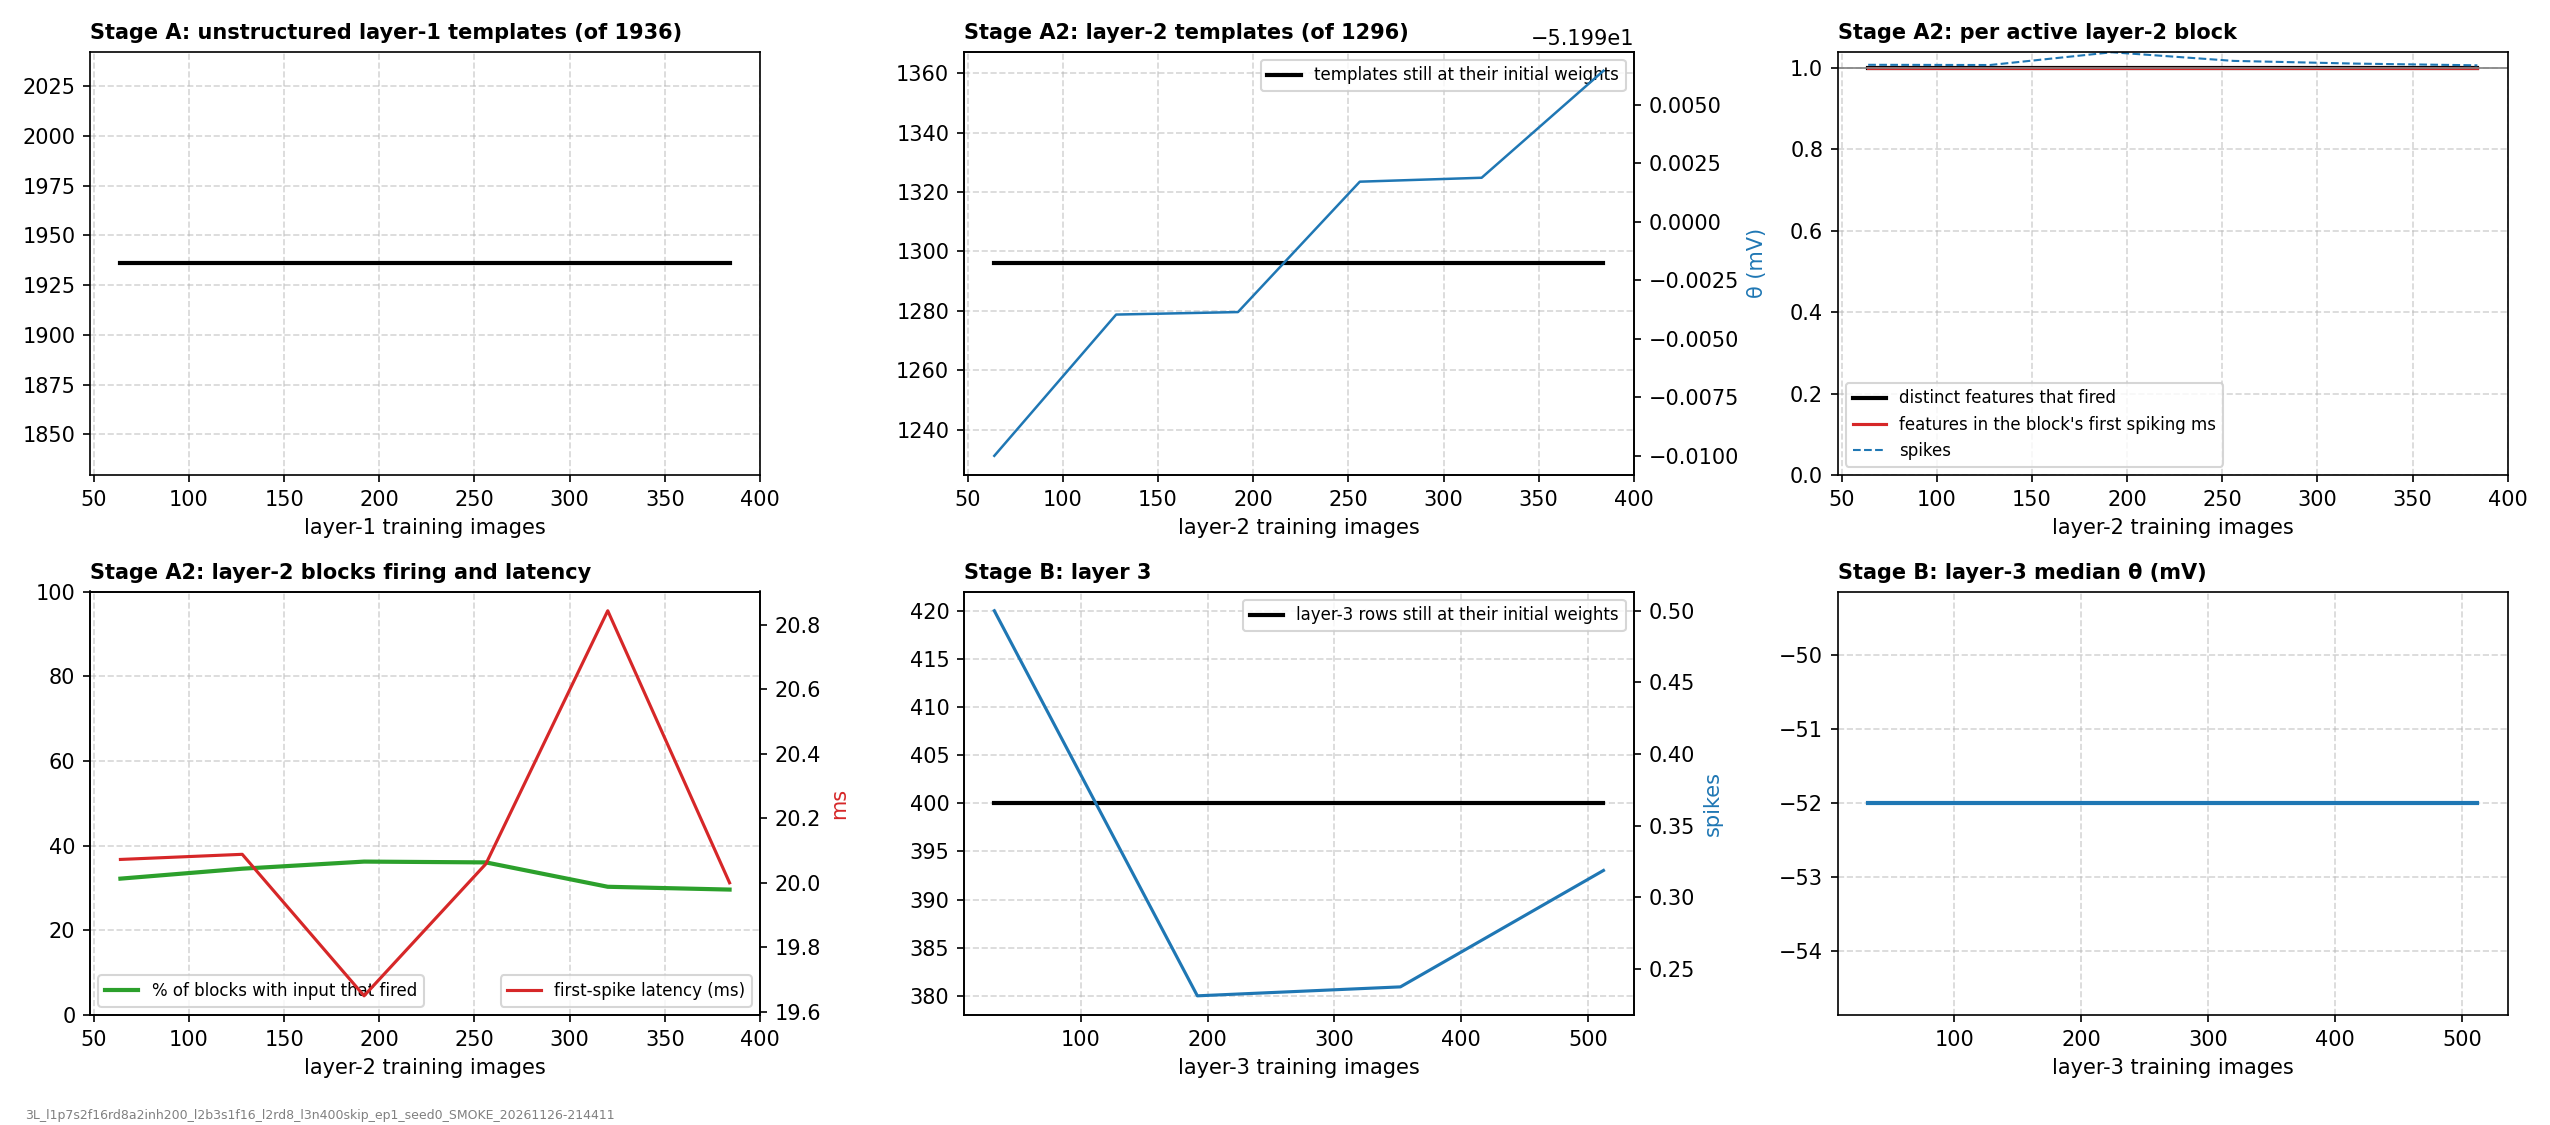 Stage A: unstructured layer-1 templates (of 1936)
2025
2000
1975
1950
1925
1900
1875
1850
50 100 150 200 250 300 350 400
layer-1 training images
Stage A2: layer-2 templates (of 1296)
−5.199e1
templates still at their initial weights
1360
1340
1320
1300
1280
1260
1240
0.0050
0.0025
0.0000
−0.0025
−0.0050
−0.0075
−0.0100
θ (mV)
50 100 150 200 250 300 350 400
layer-2 training images
Stage A2: per active layer-2 block
1.0
0.8
0.6
0.4
0.2
0.0
distinct features that fired
features in the block's first spiking ms
spikes
50 100 150 200 250 300 350 400
layer-2 training images
Stage A2: layer-2 blocks firing and latency
100
80
60
40
20
0
20.8
20.6
20.4
20.2
20.0
19.8
19.6
ms
% of blocks with input that fired
first-spike latency (ms)
50 100 150 200 250 300 350 400
layer-2 training images
Stage B: layer 3
layer-3 rows still at their initial weights
420
415
410
405
400
395
390
385
380
0.50
0.45
0.40
0.35
0.30
0.25
spikes
100 200 300 400 500
layer-3 training images
Stage B: layer-3 median θ (mV)
−50
−51
−52
−53
−54
100 200 300 400 500
layer-3 training images
3L_l1p7s2f16rd8a2inh200_l2b3s1f16_l2rd8_l3n400skip_ep1_seed0_SMOKE_20261126-214411